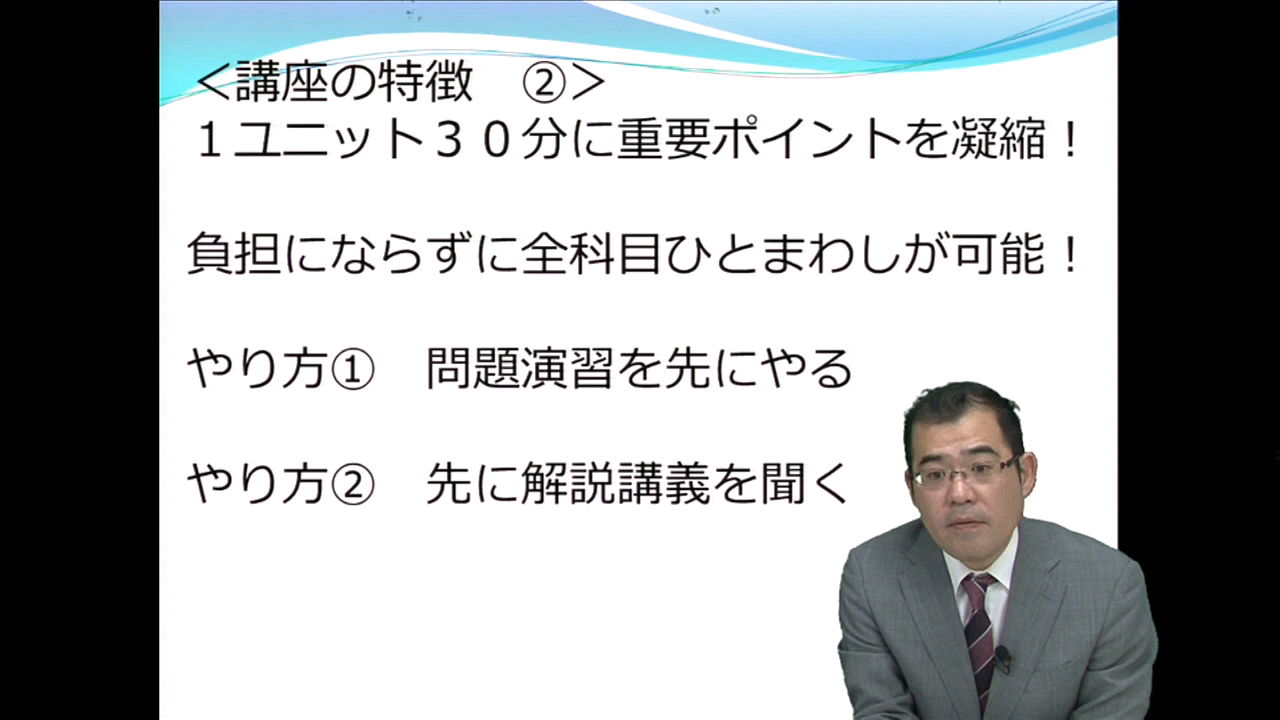 ＜講座の特徴　②＞
１ユニット３０分に重要ポイントを凝縮！
負担にならずに全科目ひとまわしが可能！
やり方①　問題演習を先にやる
やり方②　先に解説講義を聞く